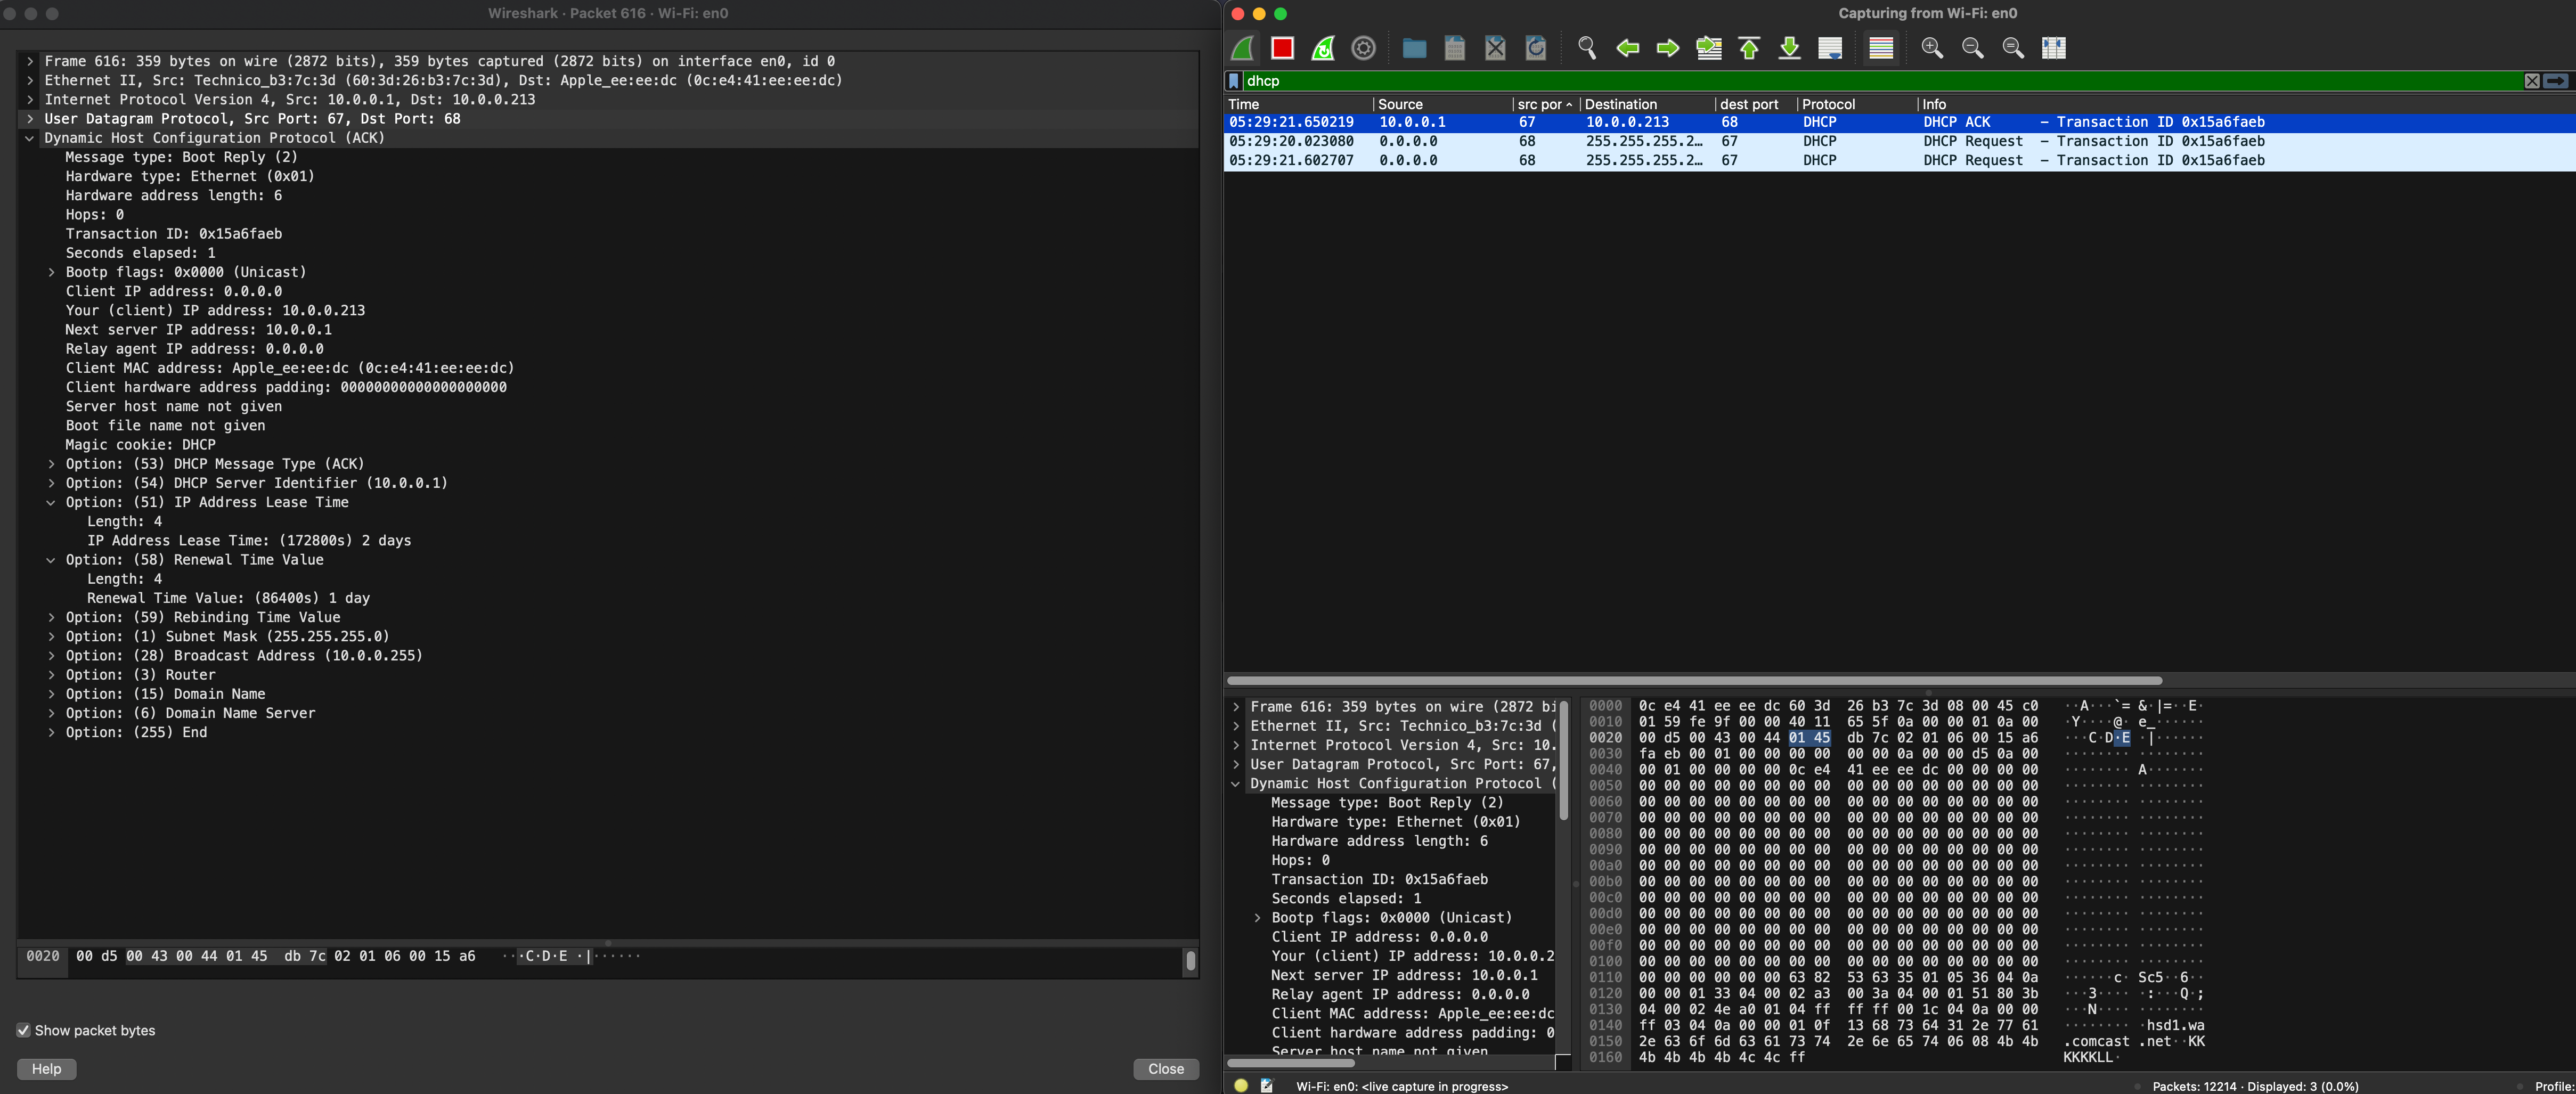 Wireshark · Packet 616 · Wi-Fi: en0
Frame 616: 359 bytes on wire (2872 bits), 359 bytes captured (2872 bits) on interface en0, id 0
Ethernet II, Src: Technico_b3:7c:3d (60:3d:26:b3:7c:3d), Dst: Apple_ee:ee:dc (0c:e4:41:ee:ee:dc)
Internet Protocol Version 4, Src: 10.0.0.1, Dst: 10.0.0.213
User Datagram Protocol, Src Port: 67, Dst Port: 68
Dynamic Host Configuration Protocol (ACK)
Message type: Boot Reply (2)
Hardware type: Ethernet (0x01)
Hardware address length: 6
Hops: 0
Transaction ID: 0x15a6faeb
Seconds elapsed: 1
Bootp flags: 0x0000 (Unicast)
Client IP address: 0.0.0.0
Your (client) IP address: 10.0.0.213
Next server IP address: 10.0.0.1
Relay agent IP address: 0.0.0.0
Client MAC address: Apple_ee:ee:dc (0c:e4:41:ee:ee:dc)
Client hardware address padding: 00000000000000000000
Server host name not given
Boot file name not given
Magic cookie: DHCP
Option: (53) DHCP Message Type (ACK)
Option: (54) DHCP Server Identifier (10.0.0.1)
Option: (51) IP Address Lease Time
Length: 4
IP Address Lease Time: (172800s) 2 days
Option: (58) Renewal Time Value
Length: 4
Renewal Time Value: (86400s) 1 day
Option: (59) Rebinding Time Value
Option: (1) Subnet Mask (255.255.255.0)
Option: (28) Broadcast Address (10.0.0.255)
Option: (3) Router
Option: (15) Domain Name
Option: (6) Domain Name Server
Option: (255) End
0020 00 d5 00 43 00 44 01 45 db 7c 02 01 06 00 15 a6 ···C·D·E ·|······
Show packet bytes
Help
Close
Capturing from Wi-Fi: en0
dhcp
Time Source src por Destination dest port Protocol Info
05:29:21.650219 10.0.0.1 67 10.0.0.213 68 DHCP DHCP ACK - Transaction ID 0x15a6faeb
05:29:20.023080 0.0.0.0 68 255.255.255.2… 67 DHCP DHCP Request - Transaction ID 0x15a6faeb
05:29:21.602707 0.0.0.0 68 255.255.255.2… 67 DHCP DHCP Request - Transaction ID 0x15a6faeb
Frame 616: 359 bytes on wire (2872 bi
Ethernet II, Src: Technico_b3:7c:3d (
Internet Protocol Version 4, Src: 10.
User Datagram Protocol, Src Port: 67,
Dynamic Host Configuration Protocol (
Message type: Boot Reply (2)
Hardware type: Ethernet (0x01)
Hardware address length: 6
Hops: 0
Transaction ID: 0x15a6faeb
Seconds elapsed: 1
Bootp flags: 0x0000 (Unicast)
Client IP address: 0.0.0.0
Your (client) IP address: 10.0.0.2
Next server IP address: 10.0.0.1
Relay agent IP address: 0.0.0.0
Client MAC address: Apple_ee:ee:dc
Client hardware address padding: 0
Server host name not given
0000 0c e4 41 ee ee dc 60 3d 26 b3 7c 3d 08 00 45 c0 ··A···`= &·|=··E·
0010 01 59 fe 9f 00 00 40 11 65 5f 0a 00 00 01 0a 00 ·Y····@· e_······
0020 00 d5 00 43 00 44 01 45 db 7c 02 01 06 00 15 a6 ···C·D·E ·|······
0030 fa eb 00 01 00 00 00 00 00 00 0a 00 00 d5 0a 00 ········ ········
0040 00 01 00 00 00 00 0c e4 41 ee ee dc 00 00 00 00 ········ A·······
0050 00 00 00 00 00 00 00 00 00 00 00 00 00 00 00 00 ········ ········
0060 00 00 00 00 00 00 00 00 00 00 00 00 00 00 00 00 ········ ········
0070 00 00 00 00 00 00 00 00 00 00 00 00 00 00 00 00 ········ ········
0080 00 00 00 00 00 00 00 00 00 00 00 00 00 00 00 00 ········ ········
0090 00 00 00 00 00 00 00 00 00 00 00 00 00 00 00 00 ········ ········
00a0 00 00 00 00 00 00 00 00 00 00 00 00 00 00 00 00 ········ ········
00b0 00 00 00 00 00 00 00 00 00 00 00 00 00 00 00 00 ········ ········
00c0 00 00 00 00 00 00 00 00 00 00 00 00 00 00 00 00 ········ ········
00d0 00 00 00 00 00 00 00 00 00 00 00 00 00 00 00 00 ········ ········
00e0 00 00 00 00 00 00 00 00 00 00 00 00 00 00 00 00 ········ ········
00f0 00 00 00 00 00 00 00 00 00 00 00 00 00 00 00 00 ········ ········
0100 00 00 00 00 00 00 00 00 00 00 00 00 00 00 00 00 ········ ········
0110 00 00 00 00 00 00 63 82 53 63 35 01 05 36 04 0a ······c· Sc5··6··
0120 00 00 01 33 04 00 02 a3 00 3a 04 00 01 51 80 3b ···3···· ·:···Q·;
0130 04 00 02 4e a0 01 04 ff ff ff 00 1c 04 0a 00 00 ···N···· ········
0140 ff 03 04 0a 00 00 01 0f 13 68 73 64 31 2e 77 61 ········ ·hsd1.wa
0150 2e 63 6f 6d 63 61 73 74 2e 6e 65 74 06 08 4b 4b .comcast .net··KK
0160 4b 4b 4b 4b 4c 4c ff KKKKLL·
Wi-Fi: en0: <live capture in progress>
Packets: 12214 · Displayed: 3 (0.0%)
Profile: